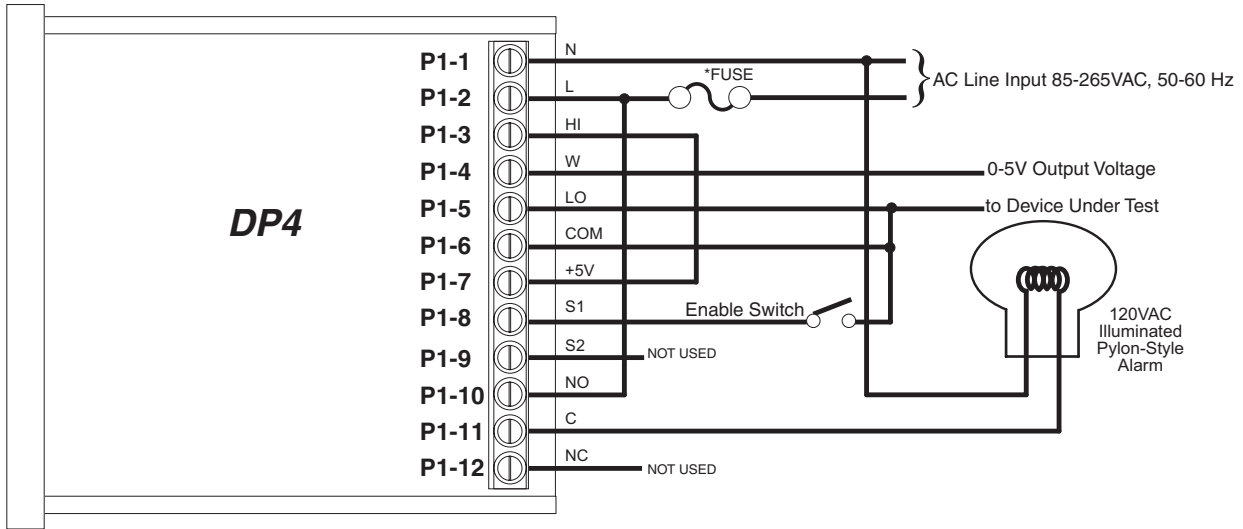 DP4
P1-1
P1-2
P1-3
P1-4
P1-5
P1-6
P1-7
P1-8
P1-9
P1-10
P1-11
P1-12
N
L
HI
W
LO
COM
+5V
S1
S2
NO
C
NC
*FUSE
AC Line Input 85-265VAC, 50-60 Hz
0-5V Output Voltage
to Device Under Test
Enable Switch
NOT USED
NOT USED
120VAC
Illuminated
Pylon-Style
Alarm